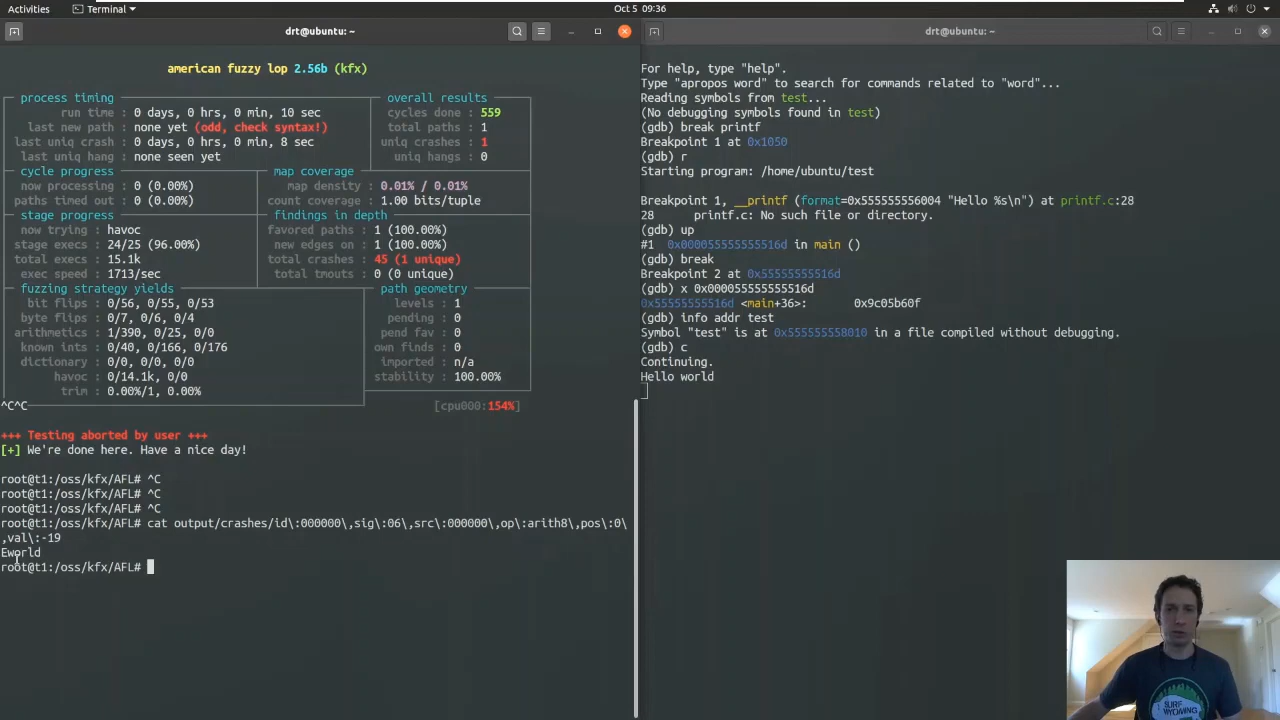 Activities
Terminal
Oct 5 09:36
drt@ubuntu: ~
american fuzzy lop 2.56b (kfx)
process timing
run time : 0 days, 0 hrs, 0 min, 10 sec
last new path : none yet (odd, check syntax!)
last uniq crash : 0 days, 0 hrs, 0 min, 8 sec
last uniq hang : none seen yet
overall results
cycles done : 559
total paths : 1
uniq crashes : 1
uniq hangs : 0
cycle progress
now processing : 0 (0.00%)
paths timed out : 0 (0.00%)
map coverage
map density : 0.01% / 0.01%
count coverage : 1.00 bits/tuple
stage progress
now trying : havoc
stage execs : 24/25 (96.00%)
total execs : 15.1k
exec speed : 1713/sec
findings in depth
favored paths : 1 (100.00%)
new edges on : 1 (100.00%)
total crashes : 45 (1 unique)
total tmouts : 0 (0 unique)
fuzzing strategy yields
bit flips : 0/56, 0/55, 0/53
byte flips : 0/7, 0/6, 0/4
arithmetics : 1/390, 0/25, 0/0
known ints : 0/40, 0/166, 0/176
dictionary : 0/0, 0/0, 0/0
havoc : 0/14.1k, 0/0
trim : 0.00%/1, 0.00%
path geometry
levels : 1
pending : 0
pend fav : 0
own finds : 0
imported : n/a
stability : 100.00%
^C^C
[cpu000:154%]
+++ Testing aborted by user +++
[+] We're done here. Have a nice day!
root@t1:/oss/kfx/AFL# ^C
root@t1:/oss/kfx/AFL# ^C
root@t1:/oss/kfx/AFL# ^C
root@t1:/oss/kfx/AFL# cat output/crashes/id\:000000\,sig\:06\,src\:000000\,op\:arith8\,pos\:0\
,val\:-19
Eworld
root@t1:/oss/kfx/AFL#
drt@ubuntu: ~
For help, type "help".
Type "apropos word" to search for commands related to "word"...
Reading symbols from test...
(No debugging symbols found in test)
(gdb) break printf
Breakpoint 1 at 0x1050
(gdb) r
Starting program: /home/ubuntu/test
Breakpoint 1, __printf (format=0x555555556004 "Hello %s\n") at printf.c:28
28 printf.c: No such file or directory.
(gdb) up
#1 0x000055555555516d in main ()
(gdb) break
Breakpoint 2 at 0x55555555516d
(gdb) x 0x000055555555516d
0x55555555516d <main+36>: 0x9c05b60f
(gdb) info addr test
Symbol "test" is at 0x555555558010 in a file compiled without debugging.
(gdb) c
Continuing.
Hello world
SURF
WYOMING